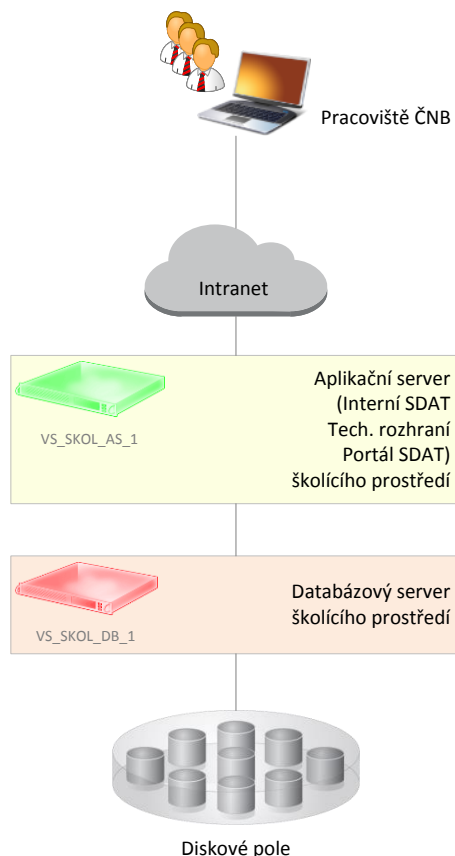 Pracoviště ČNB
Intranet
Aplikační server
(Interní SDAT
Tech. rozhraní
Portál SDAT)
školícího prostředí
VS_SKOL_AS_1
Databázový server
školícího prostředí
VS_SKOL_DB_1
Diskové pole